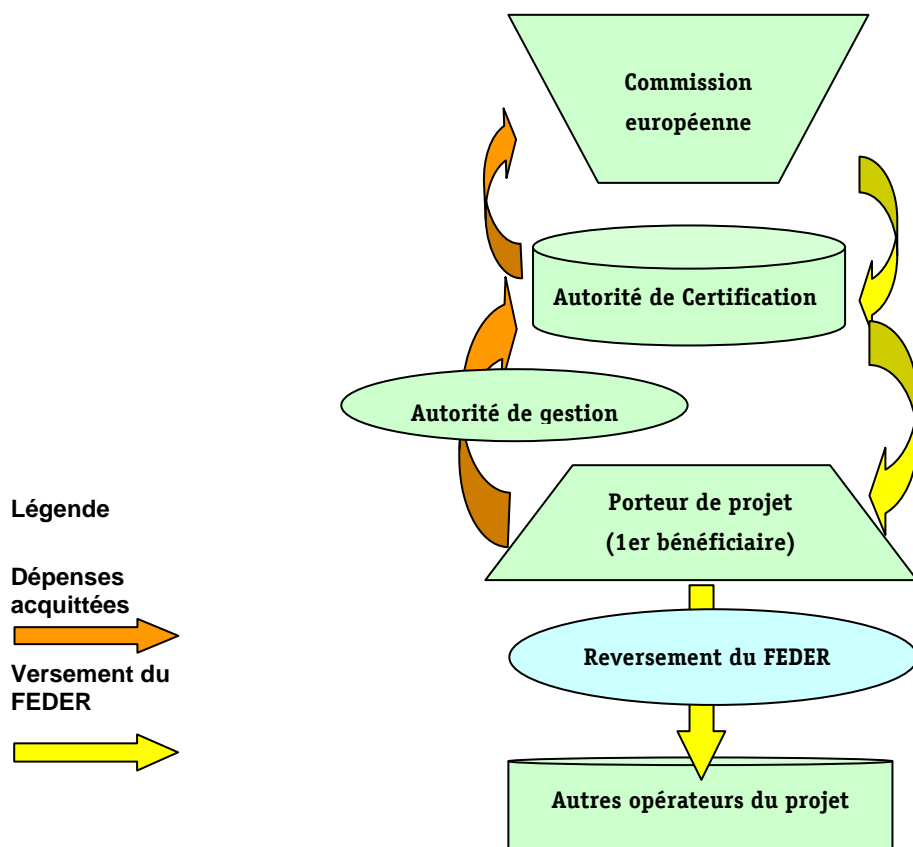 Commission
européenne
Autorité de Certification
Autorité de gestion
Porteur de projet
(1er bénéficiaire)
Reversement du FEDER
Autres opérateurs du projet
Légende
Dépenses
acquittées
Versement du
FEDER